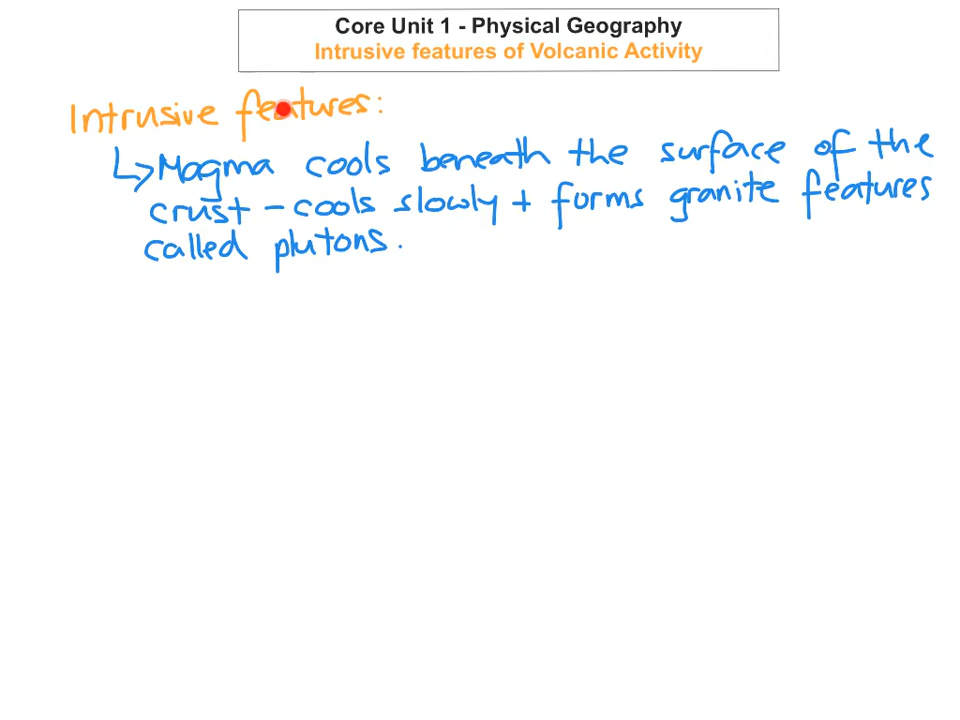 Core Unit 1 - Physical Geography
Intrusive features of Volcanic Activity
Intrusive features:
↳ Magma cools beneath the surface of the
crust - cools slowly + forms granite features
called plutons.